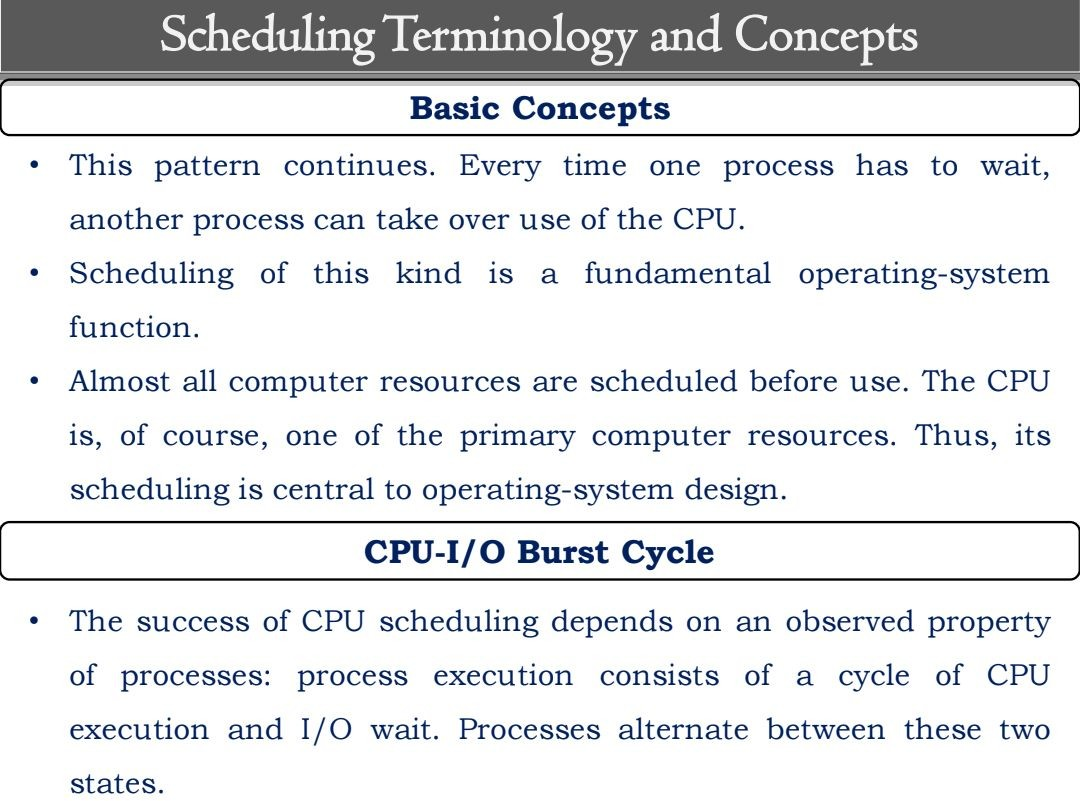 Scheduling Terminology and Concepts
Basic Concepts
• This pattern continues. Every time one process has to wait,
another process can take over use of the CPU.
• Scheduling of this kind is a fundamental operating-system
function.
• Almost all computer resources are scheduled before use. The CPU
is, of course, one of the primary computer resources. Thus, its
scheduling is central to operating-system design.
CPU-I/O Burst Cycle
• The success of CPU scheduling depends on an observed property
of processes: process execution consists of a cycle of CPU
execution and I/O wait. Processes alternate between these two
states.